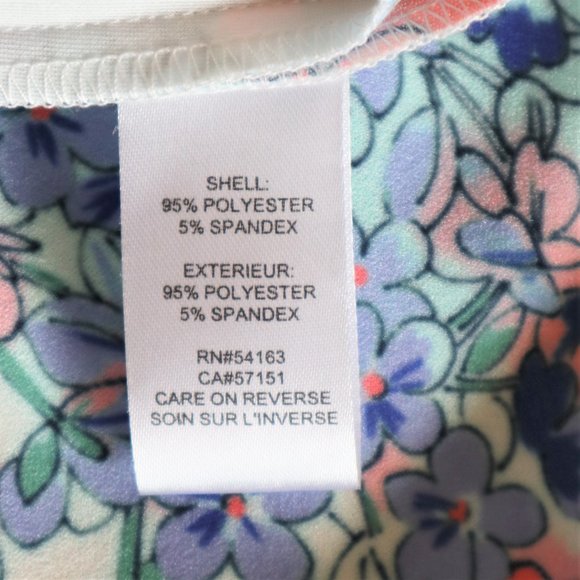 SHELL:
95% POLYESTER
5% SPANDEX
EXTERIEUR:
95% POLYESTER
5% SPANDEX
RN#54163
CA#57151
CARE ON REVERSE
SOIN SUR L'INVERSE